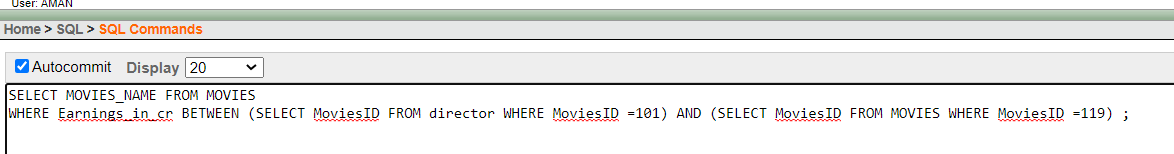 User: AMAN
Home > SQL > SQL Commands
Autocommit Display 20
SELECT MOVIES_NAME FROM MOVIES
WHERE Earnings_in_cr BETWEEN (SELECT MoviesID FROM director WHERE MoviesID =101) AND (SELECT MoviesID FROM MOVIES WHERE MoviesID =119) ;